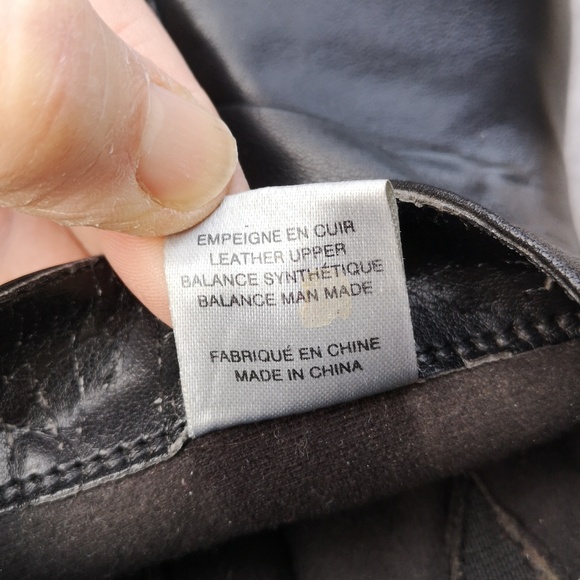 EMPEIGNE EN CUIR
LEATHER UPPER
BALANCE SYNTHÉTIQUE
BALANCE MAN MADE
FABRIQUÉ EN CHINE
MADE IN CHINA